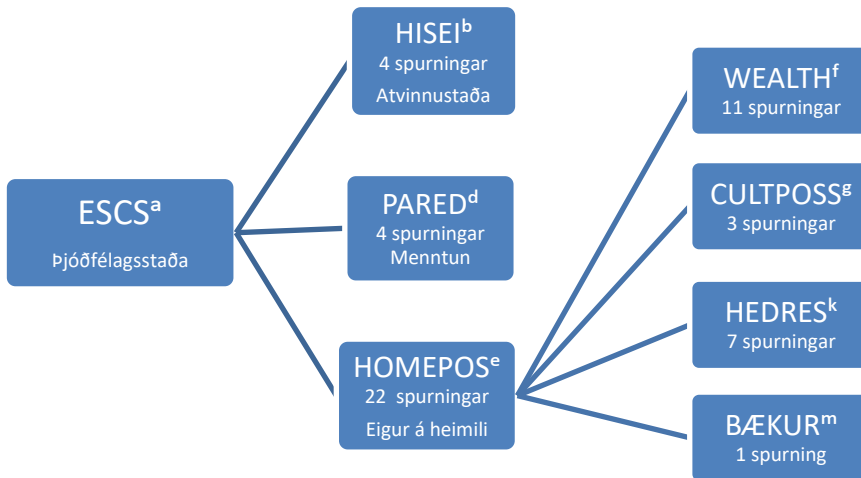 ESCSᵃ
Þjóðfélagsstaða
HISEIᵇ
4 spurningar
Atvinnustaða
PAREDᵈ
4 spurningar
Menntun
HOMEPOSᵉ
22 spurningar
Eigur á heimili
WEALTHᶠ
11 spurningar
CULTPOSSᵍ
3 spurningar
HEDRESᵏ
7 spurningar
BÆKURᵐ
1 spurning